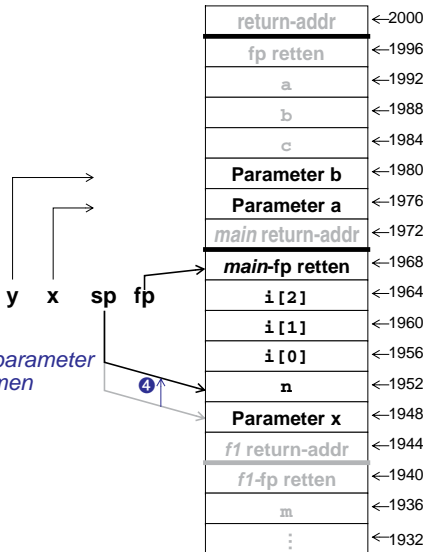 return-addr ←2000
fp retten ←1996
a ←1992
b ←1988
c ←1984
Parameter b ←1980
Parameter a ←1976
main return-addr ←1972
main-fp retten ←1968
y x sp fp
i[2] ←1964
i[1] ←1960
i[0] ←1956
parameter
men
n ←1952
❹
Parameter x ←1948
f1 return-addr ←1944
f1-fp retten ←1940
m ←1936
⋮ ←1932